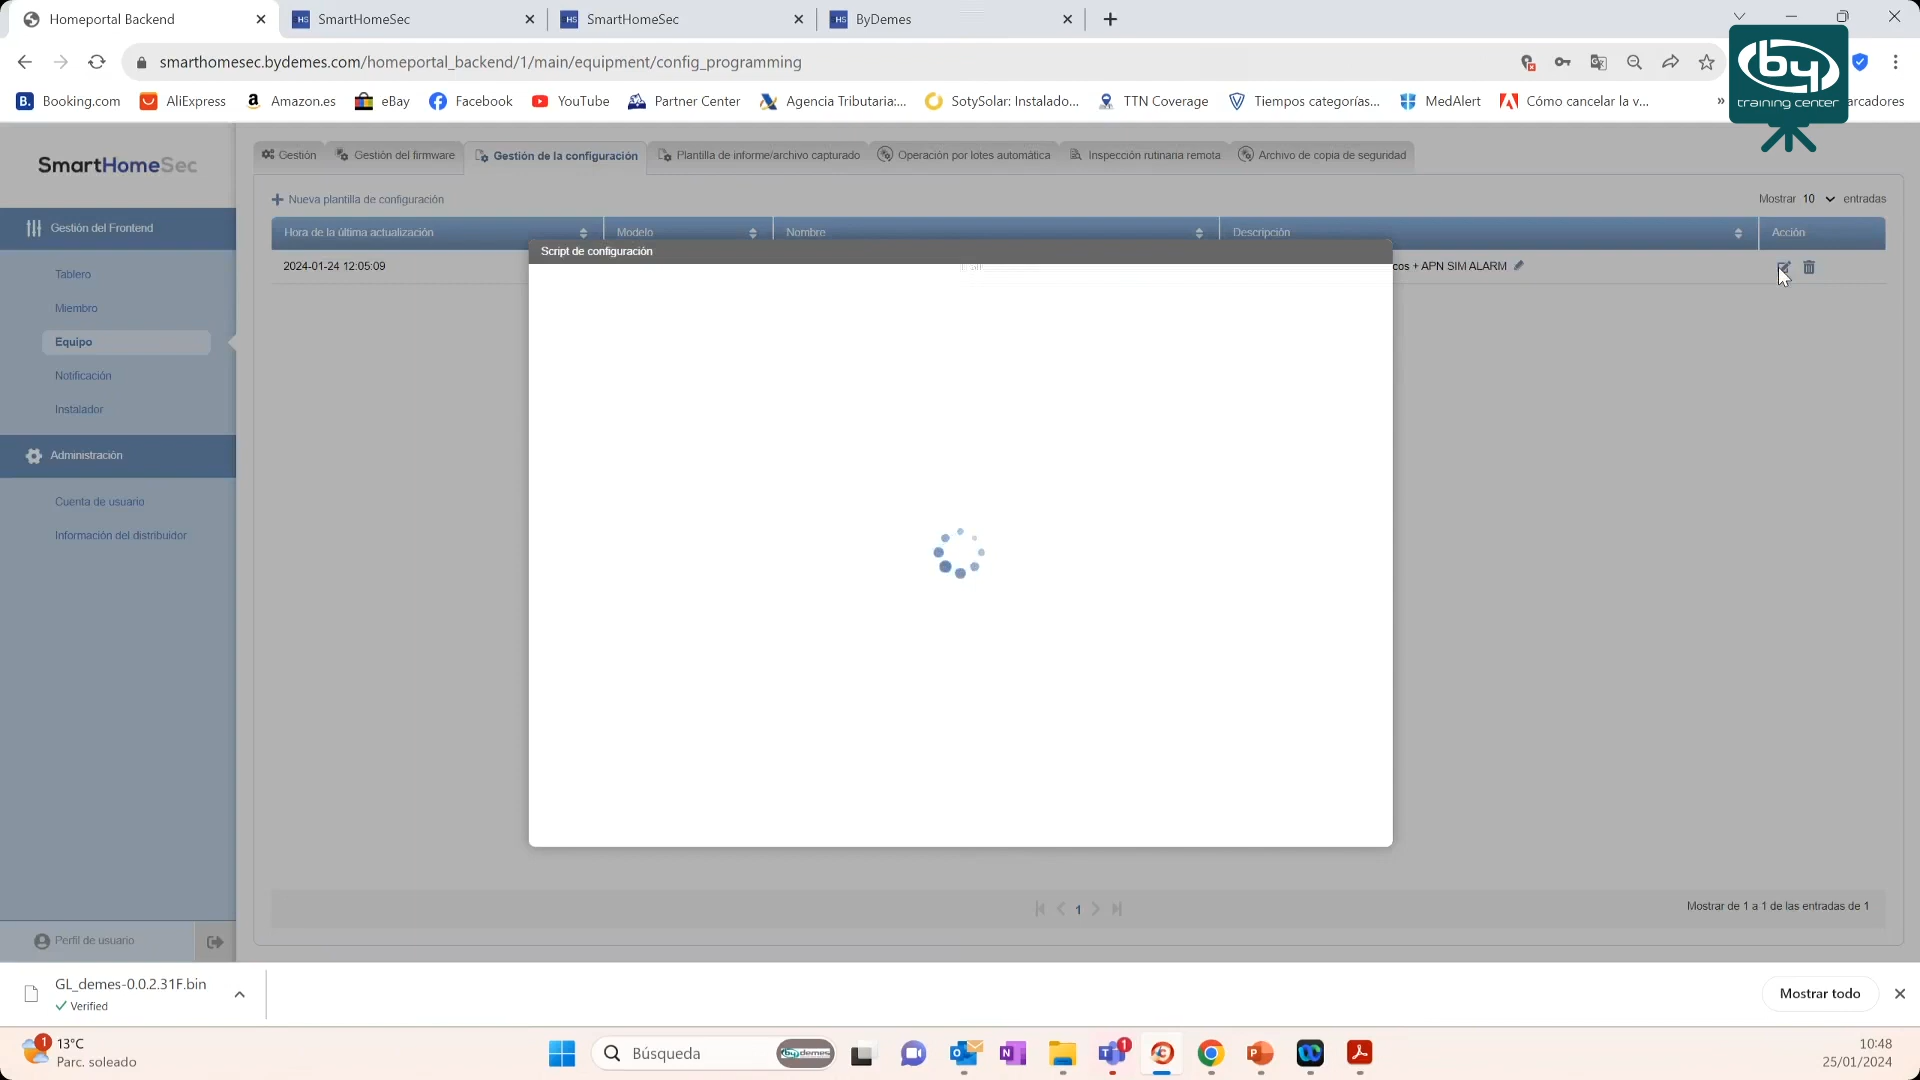 Homeportal Backend
SmartHomeSec
SmartHomeSec
ByDemes
smarthomesec.bydemes.com/homeportal_backend/1/main/equipment/config_programming
Booking.com
AliExpress
Amazon.es
eBay
Facebook
YouTube
Partner Center
Agencia Tributaria:...
SotySolar: Instalado...
TTN Coverage
Tiempos categorías...
MedAlert
Cómo cancelar la v...
»
arcadores
by
training center
SmartHomeSec
Gestión
Gestión del firmware
Gestión de la configuración
Plantilla de informe/archivo capturado
Operación por lotes automática
Inspección rutinaria remota
Archivo de copia de seguridad
Nueva plantilla de configuración
Mostrar 10 entradas
Gestión del Frontend
Hora de la última actualización
Modelo
Nombre
Descripción
Acción
Script de configuración
2024-01-24 12:05:09
cos + APN SIM ALARM
Tablero
Miembro
Equipo
Notificación
Instalador
Administración
Cuenta de usuario
Información del distribuidor
1
Mostrar de 1 a 1 de las entradas de 1
Perfil de usuario
GL_demes-0.0.2.31F.bin
Verified
Mostrar todo
1
13°C
Parc. soleado
Búsqueda
bydemes
1
10:48
25/01/2024